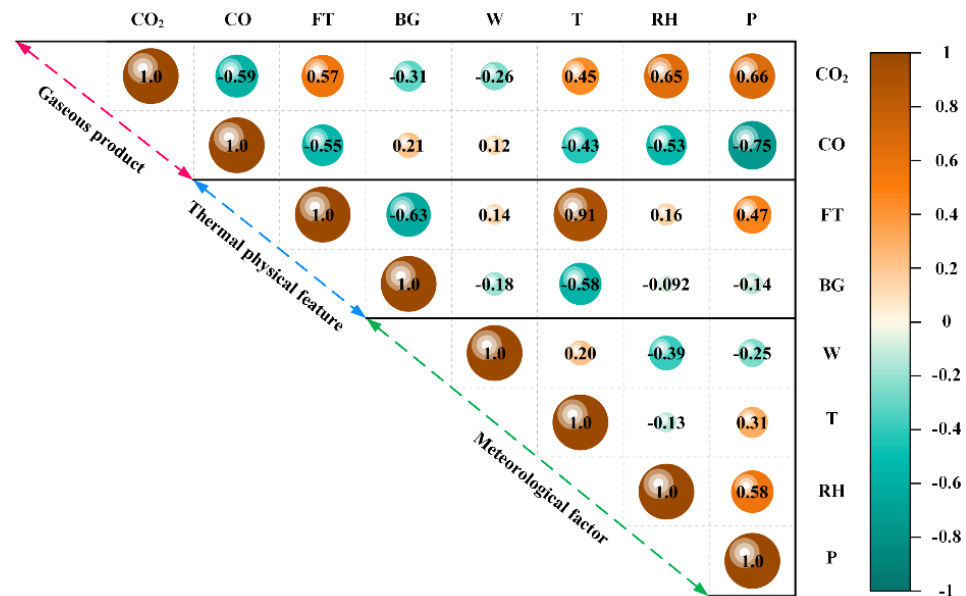 CO₂ CO FT BG W T RH P
1.0 -0.59 0.57 -0.31 -0.26 0.45 0.65 0.66 CO₂
1.0 -0.55 0.21 0.12 -0.43 -0.53 -0.75 CO
1.0 -0.63 0.14 0.91 0.16 0.47 FT
1.0 -0.18 -0.58 -0.092 -0.14 BG
1.0 0.20 -0.39 -0.25 W
1.0 -0.13 0.31 T
1.0 0.58 RH
1.0 P
Gaseous product
Thermal physical feature
Meteorological factor
1
0.8
0.6
0.4
0.2
0
-0.2
-0.4
-0.6
-0.8
-1